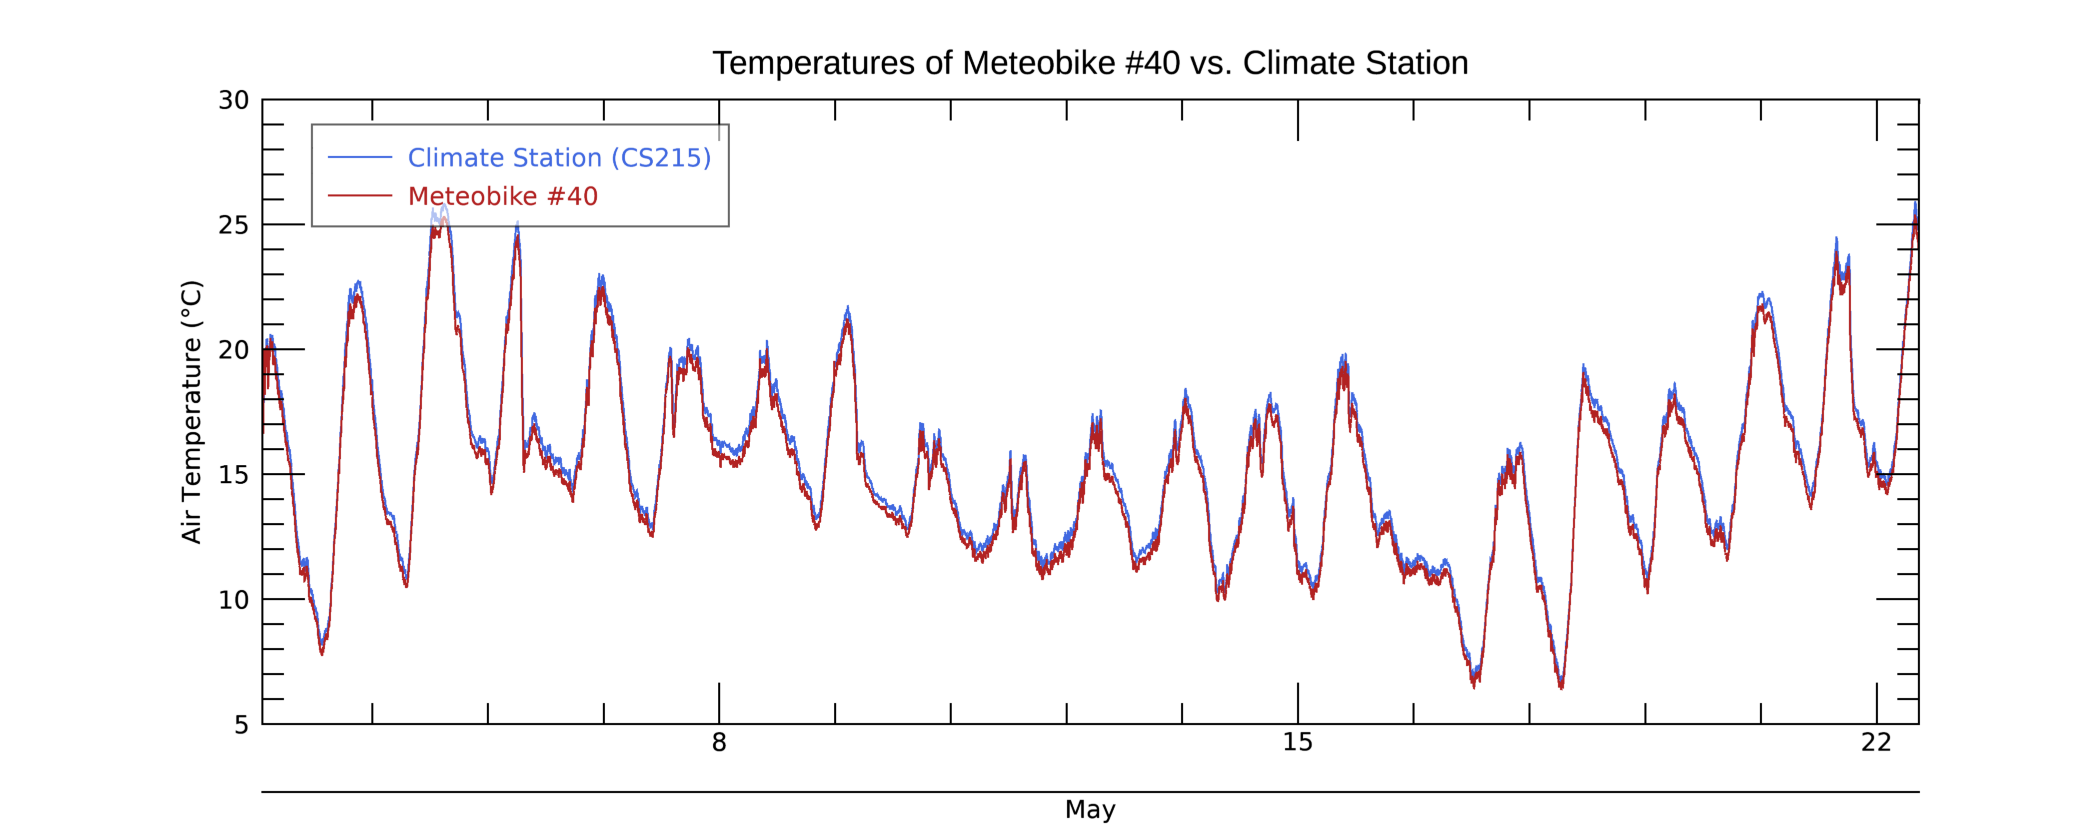 Temperatures of Meteobike #40 vs. Climate Station
30
25
20
15
10
5
Air Temperature (°C)
Climate Station (CS215)
Meteobike #40
8
15
22
May